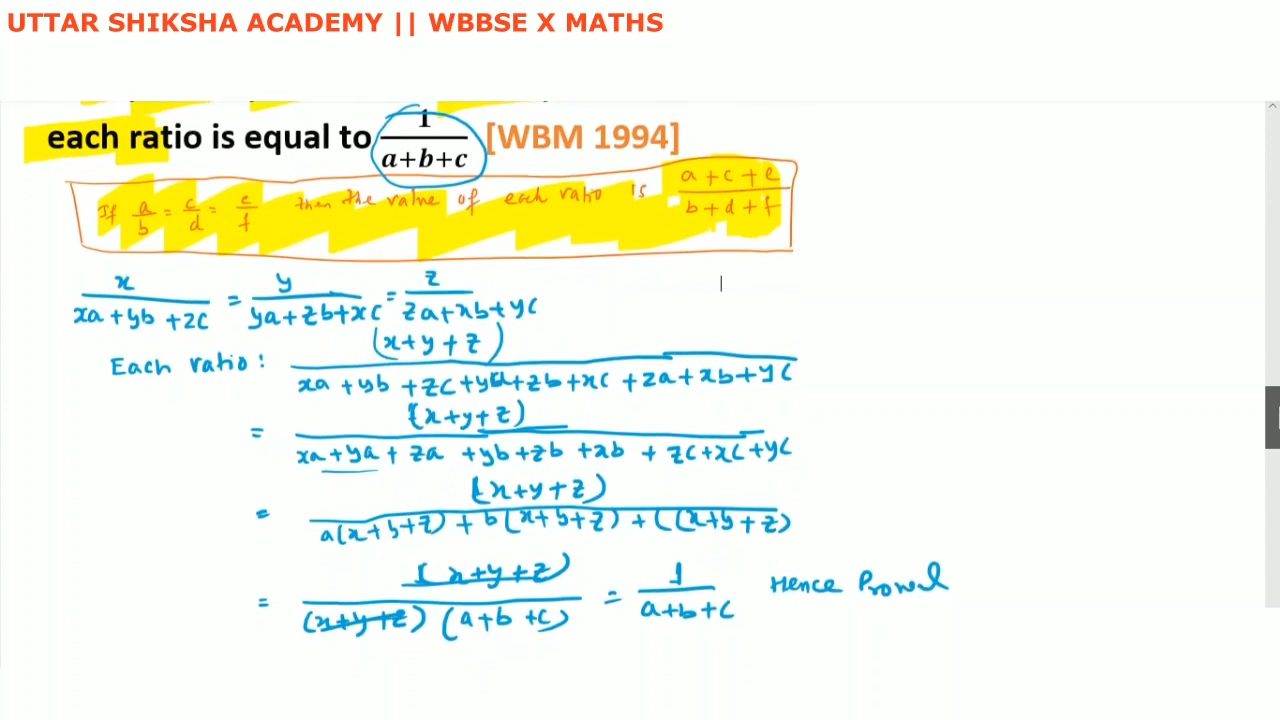 UTTAR SHIKSHA ACADEMY || WBBSE X MATHS
each ratio is equal to 1/(a+b+c) [WBM 1994]
If a/b = c/d = e/f then the value of each ratio is (a+c+e)/(b+d+f)
x/(xa+yb+zc) = y/(ya+zb+xc) = z/(za+xb+yc)
Each ratio: (x+y+z)/(xa+yb+zc+ya+zb+xc+za+xb+yc)
= (x+y+z)/(xa+ya+za+yb+zb+xb+zc+xc+yc)
= (x+y+z)/(a(x+y+z)+b(x+y+z)+c(x+y+z))
= (x+y+z)/((x+y+z)(a+b+c)) = 1/(a+b+c) Hence Proved